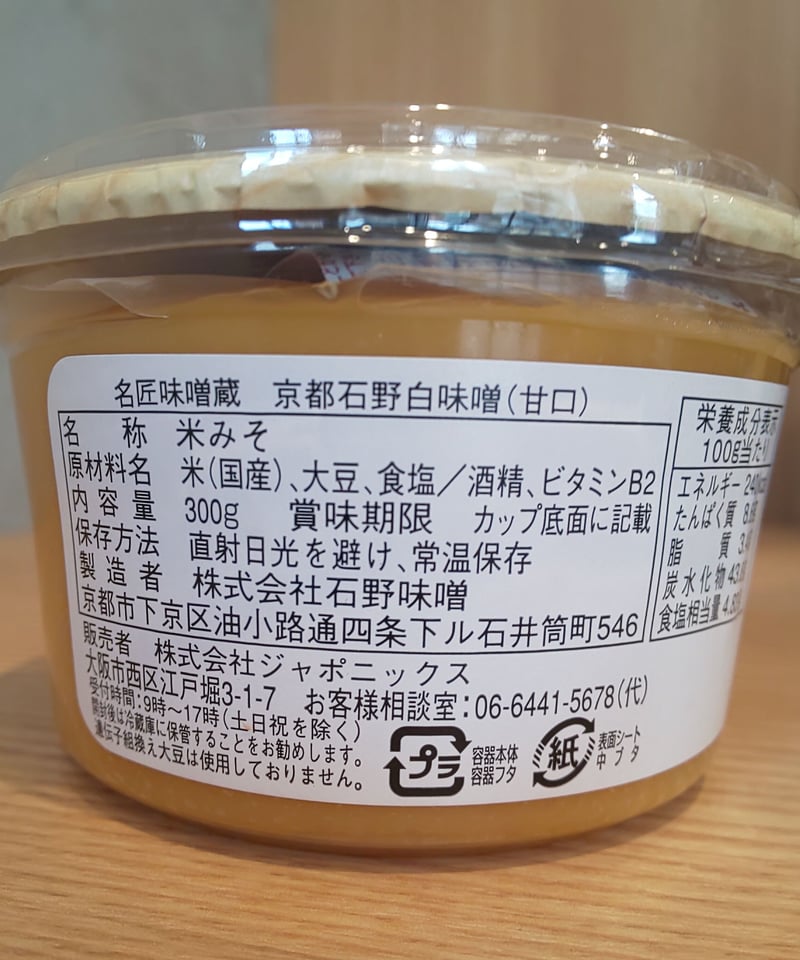 名匠味噌蔵 京都石野白味噌(甘口)
名称 米みそ
原材料名 米(国産)、大豆、食塩/酒精、ビタミンB2
内容量 300g 賞味期限 カップ底面に記載
保存方法 直射日光を避け、常温保存
製造者 株式会社石野味噌
京都市下京区油小路通四条下ル石井筒町546
販売者 株式会社ジャポニックス
大阪市西区江戸堀3-1-7 お客様相談室:06-6441-5678(代)
受付時間:9時〜17時(土日祝を除く)
開封後は冷蔵庫に保管することをお勧めします。
遺伝子組換え大豆は使用しておりません。
プラ 容器本体
容器フタ
紙 表面シート
中ブタ
栄養成分表示
100g当たり
エネルギー
たんぱく質
脂質
炭水化物
食塩相当量